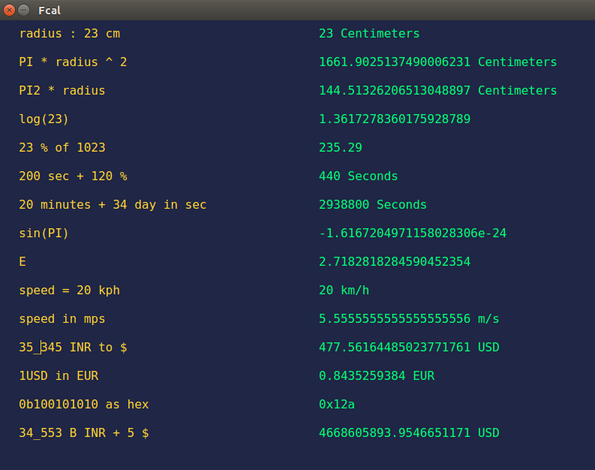 Fcal
radius : 23 cm 23 Centimeters
PI * radius ^ 2 1661.9025137490006231 Centimeters
PI2 * radius 144.51326206513048897 Centimeters
log(23) 1.3617278360175928789
23 % of 1023 235.29
200 sec + 120 % 440 Seconds
20 minutes + 34 day in sec 2938800 Seconds
sin(PI) -1.6167204971158028306e-24
E 2.7182818284590452354
speed = 20 kph 20 km/h
speed in mps 5.5555555555555555556 m/s
35_345 INR to $ 477.56164485023771761 USD
1USD in EUR 0.8435259384 EUR
0b100101010 as hex 0x12a
34_553 B INR + 5 $ 4668605893.9546651171 USD